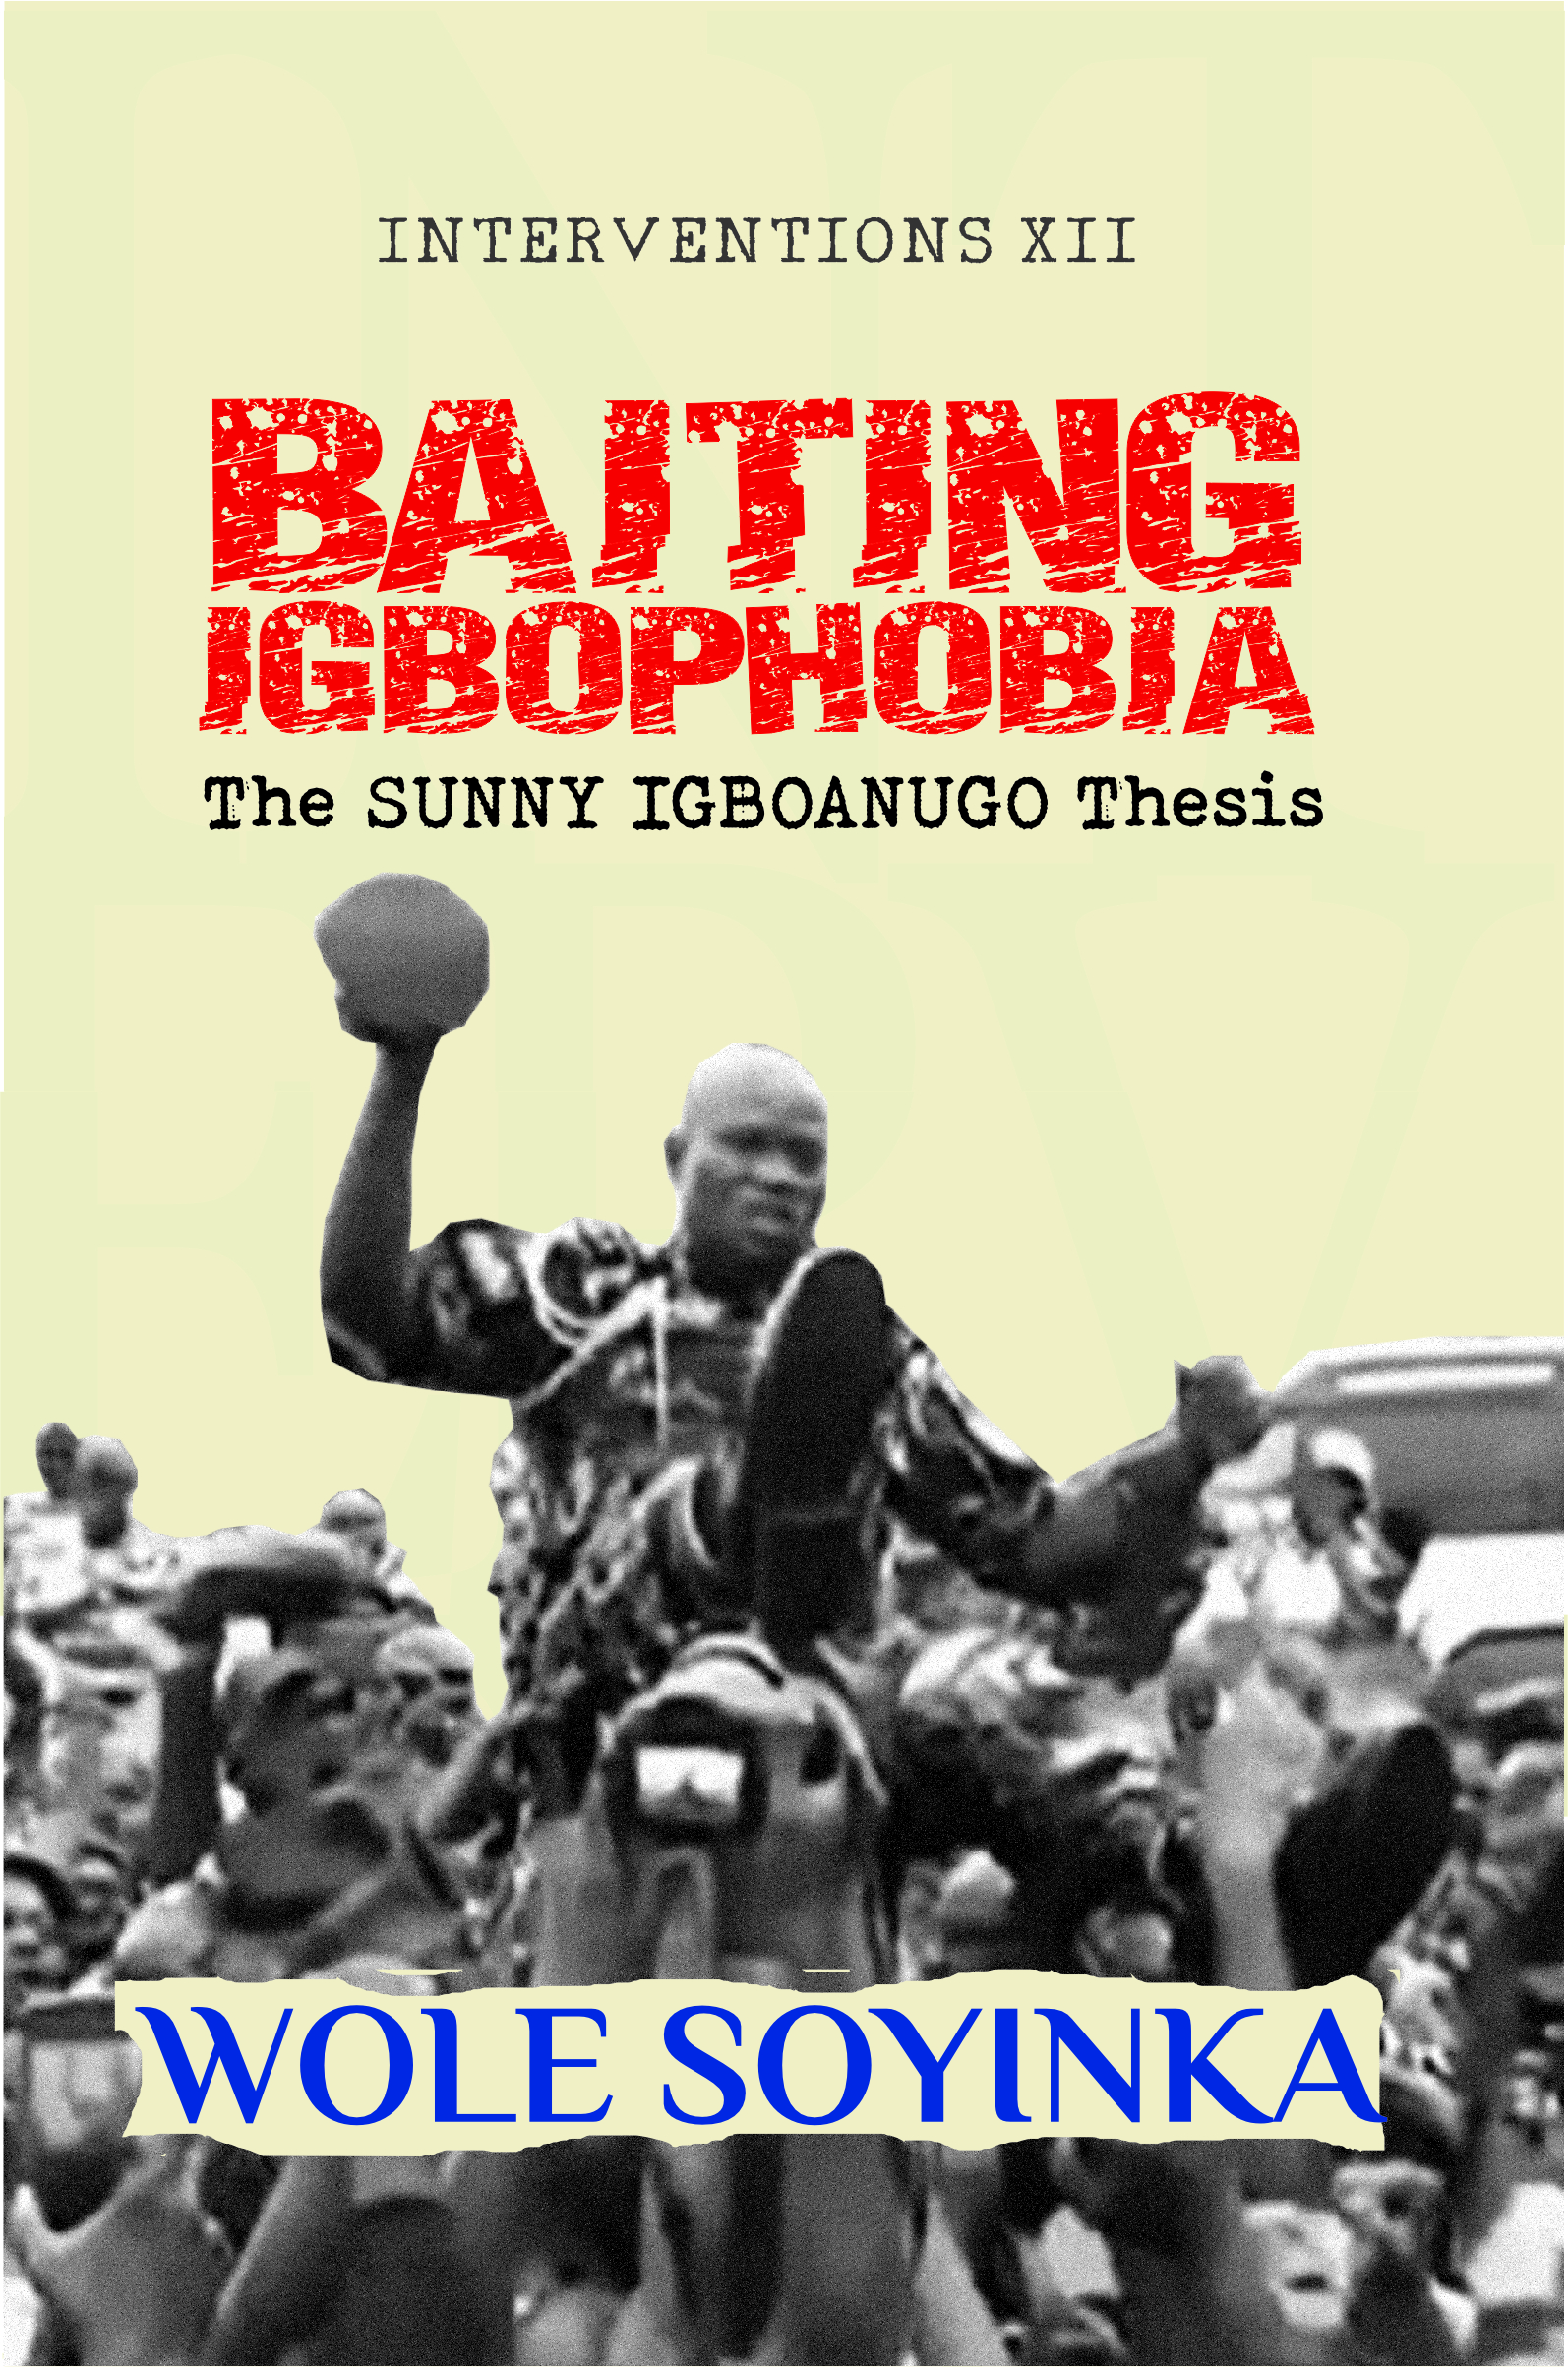 INTERVENTIONS XII
BAITING
IGBOPHOBIA
The SUNNY IGBOANUGO Thesis
WOLE SOYINKA